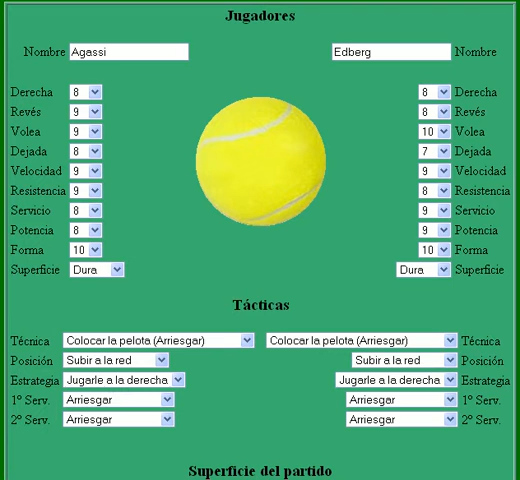 Jugadores
Nombre Agassi Edberg Nombre
Derecha 8 8 Derecha
Revés 9 8 Revés
Volea 9 10 Volea
Dejada 8 7 Dejada
Velocidad 9 9 Velocidad
Resistencia 9 8 Resistencia
Servicio 8 9 Servicio
Potencia 8 9 Potencia
Forma 10 10 Forma
Superficie Dura Dura Superficie
Tácticas
Técnica Colocar la pelota (Arriesgar) Colocar la pelota (Arriesgar) Técnica
Posición Subir a la red Subir a la red Posición
Estrategia Jugarle a la derecha Jugarle a la derecha Estrategia
1º Serv. Arriesgar Arriesgar 1º Serv.
2º Serv. Arriesgar Arriesgar 2º Serv.
Superficie del partido